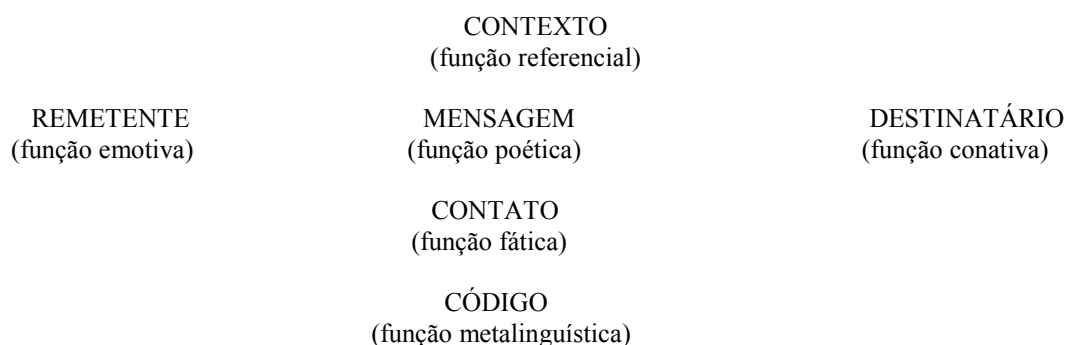 CONTEXTO
(função referencial)
REMETENTE MENSAGEM DESTINATÁRIO
(função emotiva) (função poética) (função conativa)
CONTATO
(função fática)
CÓDIGO
(função metalinguística)